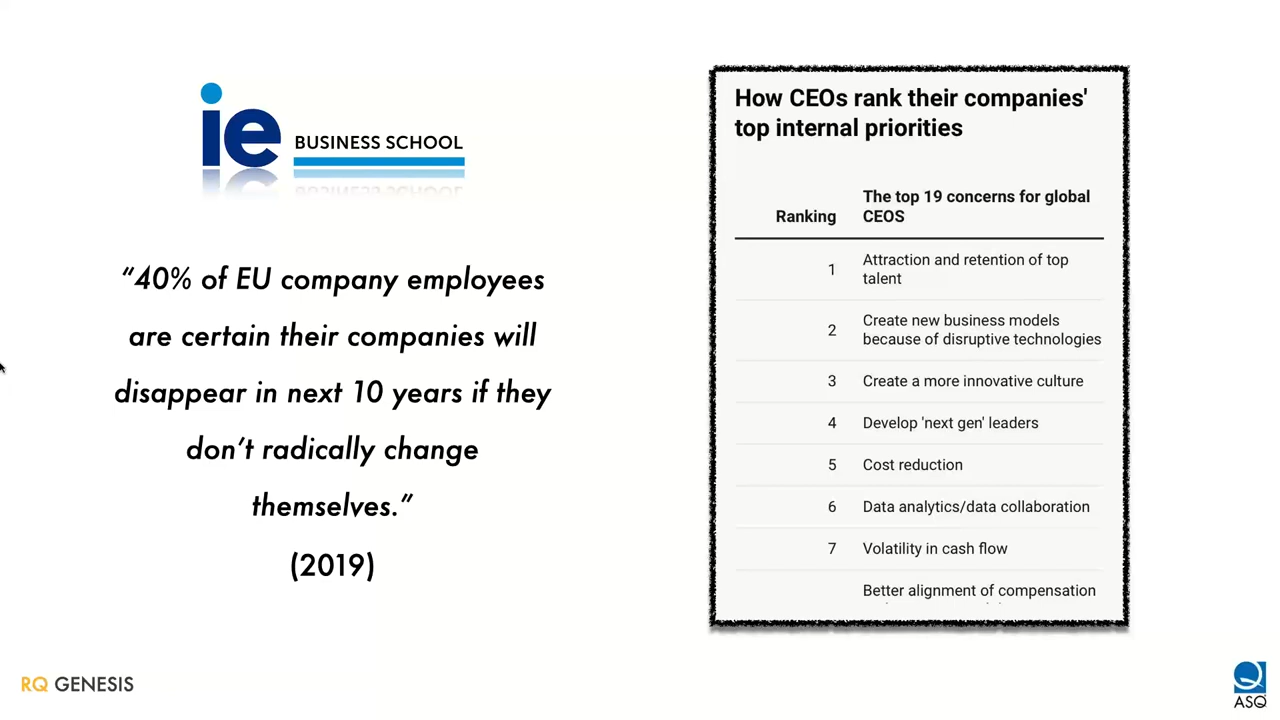 ie BUSINESS SCHOOL
“40% of EU company employees
are certain their companies will
disappear in next 10 years if they
don’t radically change
themselves.”
(2019)
How CEOs rank their companies'
top internal priorities
Ranking The top 19 concerns for global
CEOS
1 Attraction and retention of top
talent
2 Create new business models
because of disruptive technologies
3 Create a more innovative culture
4 Develop 'next gen' leaders
5 Cost reduction
6 Data analytics/data collaboration
7 Volatility in cash flow
Better alignment of compensation
RQ GENESIS
ASQ